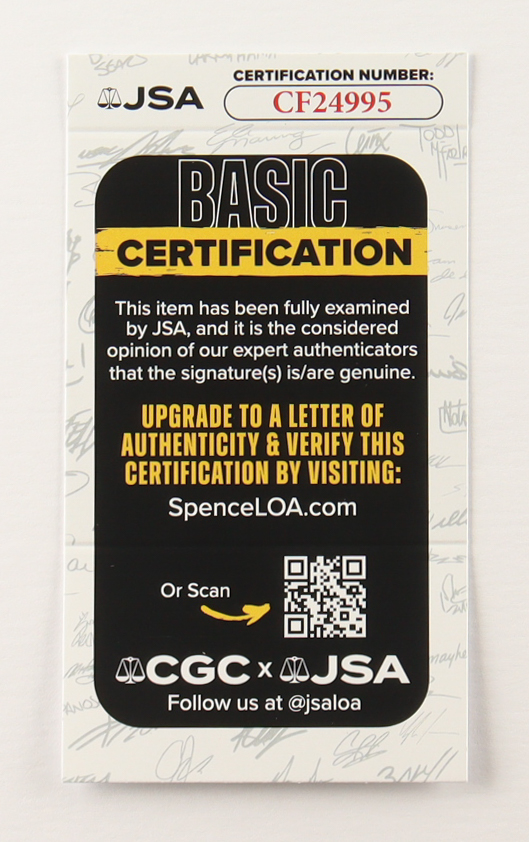 CERTIFICATION NUMBER:
JSA
CF24995
TODD
BASIC
CERTIFICATION
This item has been fully examined
by JSA, and it is the considered
opinion of our expert authenticators
that the signature(s) is/are genuine.
UPGRADE TO A LETTER OF
AUTHENTICITY & VERIFY THIS
CERTIFICATION BY VISITING:
SpenceLOA.com
Or Scan
CGC x JSA
Follow us at @jsaloa